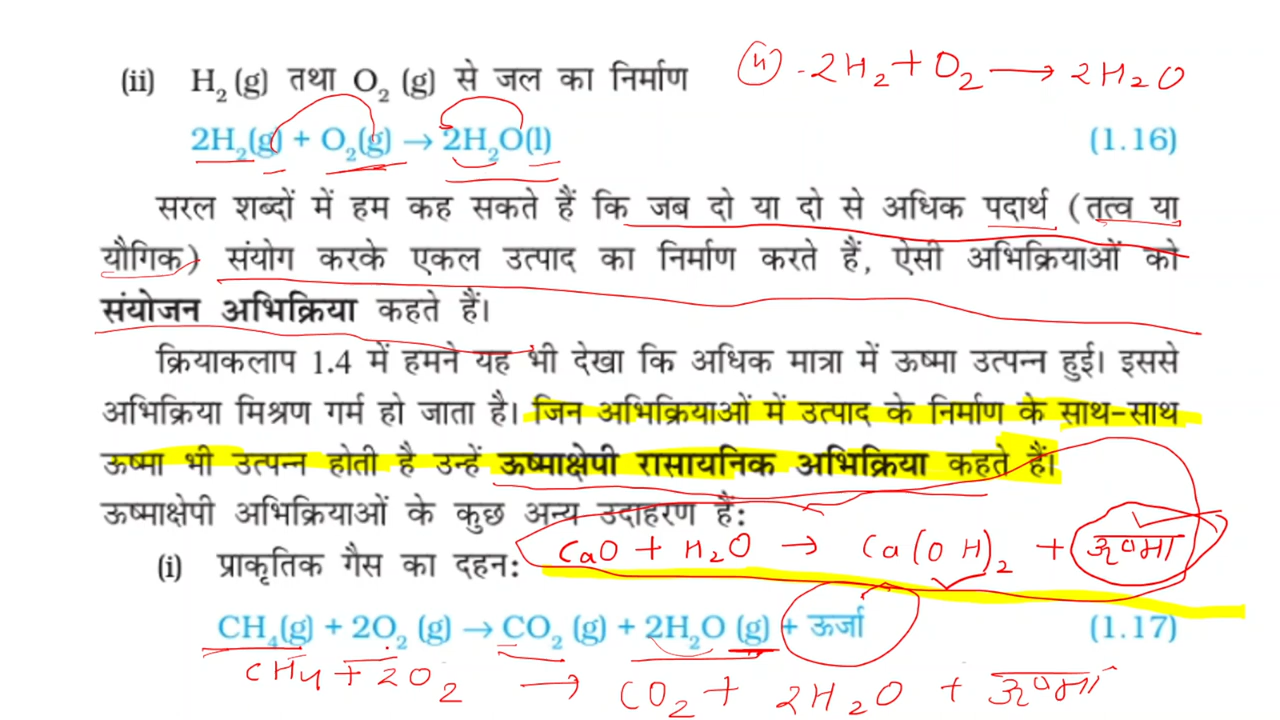 (ii) H₂ (g) तथा O₂ (g) से जल का निर्माण
(ii) 2H₂ + O₂ → 2H₂O
2H₂(g) + O₂(g) → 2H₂O(l) (1.16)
सरल शब्दों में हम कह सकते हैं कि जब दो या दो से अधिक पदार्थ (तत्व या
यौगिक) संयोग करके एकल उत्पाद का निर्माण करते हैं, ऐसी अभिक्रियाओं को
संयोजन अभिक्रिया कहते हैं।
क्रियाकलाप 1.4 में हमने यह भी देखा कि अधिक मात्रा में ऊष्मा उत्पन्न हुई। इससे
अभिक्रिया मिश्रण गर्म हो जाता है। जिन अभिक्रियाओं में उत्पाद के निर्माण के साथ-साथ
ऊष्मा भी उत्पन्न होती है उन्हें ऊष्माक्षेपी रासायनिक अभिक्रिया कहते हैं।
ऊष्माक्षेपी अभिक्रियाओं के कुछ अन्य उदाहरण हैं:
CaO + H₂O → Ca(OH)₂ + ऊष्मा
(i) प्राकृतिक गैस का दहन:
CH₄(g) + 2O₂ (g) → CO₂ (g) + 2H₂O (g) + ऊर्जा (1.17)
CH₄ + 2O₂ → CO₂ + 2H₂O + ऊष्मा